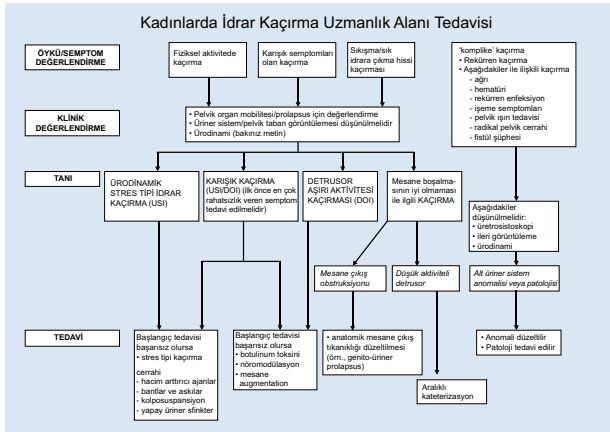 Kadınlarda İdrar Kaçırma Uzmanlık Alanı Tedavisi
ÖYKÜ/SEMPTOM
DEĞERLENDİRME
Fiziksel aktivitede
kaçırma
Karışık semptomları
olan kaçırma
Sıkışma/sık
idrara çıkma hissi
kaçırması
'komplike' kaçırma
• Rekürren kaçırma
• Aşağıdakiler ile ilişkili kaçırma
- ağrı
- hematüri
- rekürren enfeksiyon
- işeme semptomları
- pelvik ışın tedavisi
- radikal pelvik cerrahi
- fistül şüphesi
KLİNİK
DEĞERLENDİRME
• Pelvik organ mobilitesi/prolapsus için değerlendirme
• Üriner sistem/pelvik taban görüntülemesi düşünülmelidir
• Ürodinami (bakınız metin)
TANI
ÜRODİNAMİK
STRES TİPİ İDRAR
KAÇIRMA (USI)
KARIŞIK KAÇIRMA
(USI/DOI) (ilk önce en çok
rahatsızlık veren semptom
tedavi edilmelidir)
DETRUSOR
AŞIRI AKTİVİTESİ
KAÇIRMASI (DOI)
Mesane boşalma-
sının iyi olmaması
ile ilgili KAÇIRMA
Aşağıdakiler
düşünülmelidir:
• üretrosistoskopi
• ileri görüntüleme
• ürodinami
Mesane çıkış
obstruksiyonu
Düşük aktiviteli
detrusor
Alt üriner sistem
anomalisi veya patolojisi
TEDAVİ
Başlangıç tedavisi
başarısız olursa
• stres tipi kaçırma
cerrahi
- hacim arttırıcı ajanlar
- bantlar ve askılar
- kolposuspansiyon
- yapay üriner sfinkter
Başlangıç tedavisi
başarısız olursa
• botulinum toksini
• nöromodülasyon
• mesane
augmentation
• anatomik mesane çıkış
tıkanıklığı düzeltilmesi
(örn., genito-üriner
prolapsus)
Aralıklı
kateterizasyon
• Anomali düzeltilir
• Patoloji tedavi edilir